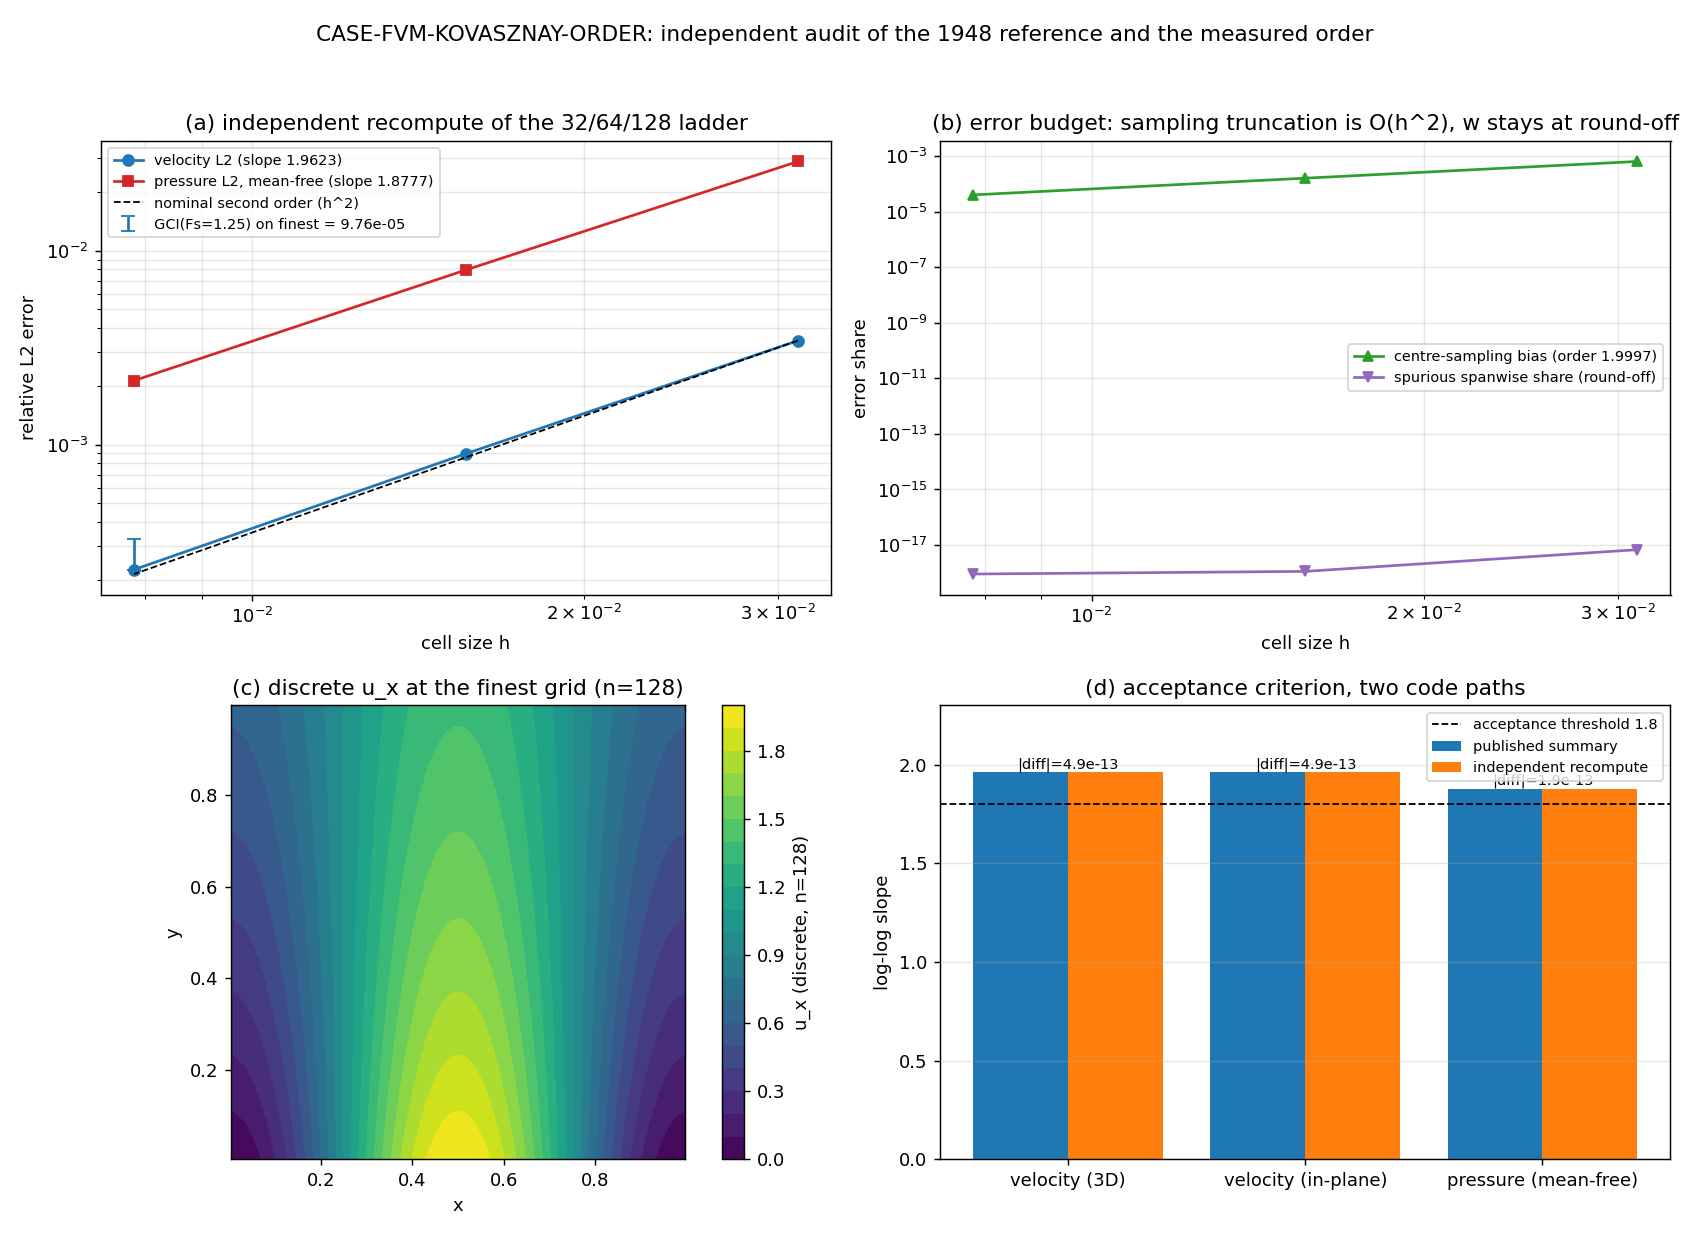 CASE-FVM-KOVASZNAY-ORDER: independent audit of the 1948 reference and the measured order
(a) independent recompute of the 32/64/128 ladder
velocity L2 (slope 1.9623)
pressure L2, mean-free (slope 1.8777)
nominal second order (h^2)
GCI(Fs=1.25) on finest = 9.76e-05
relative L2 error
10⁻²
10⁻³
10⁻²
2 × 10⁻²
3 × 10⁻²
cell size h
(b) error budget: sampling truncation is O(h^2), w stays at round-off
centre-sampling bias (order 1.9997)
spurious spanwise share (round-off)
error share
10⁻³
10⁻⁵
10⁻⁷
10⁻⁹
10⁻¹¹
10⁻¹³
10⁻¹⁵
10⁻¹⁷
10⁻²
2 × 10⁻²
3 × 10⁻²
cell size h
(c) discrete u_x at the finest grid (n=128)
y
0.8
0.6
0.4
0.2
0.2
0.4
0.6
0.8
x
1.8
1.5
1.2
0.9
0.6
0.3
0.0
u_x (discrete, n=128)
(d) acceptance criterion, two code paths
acceptance threshold 1.8
published summary
independent recompute
|diff|=4.9e-13
|diff|=4.9e-13
|diff|=1.9e-13
log-log slope
2.0
1.5
1.0
0.5
0.0
velocity (3D)
velocity (in-plane)
pressure (mean-free)